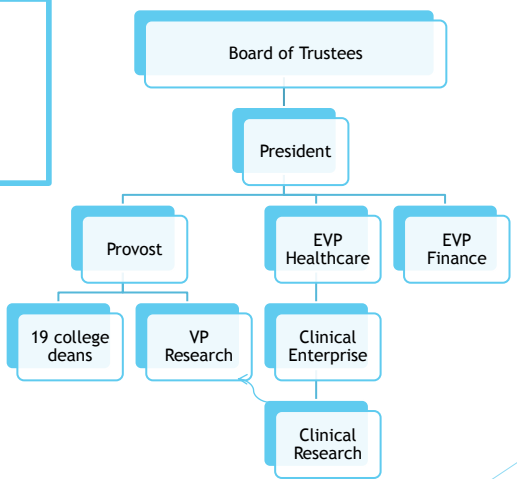 Board of Trustees
President
Provost
EVP
Healthcare
EVP
Finance
19 college
deans
VP
Research
Clinical
Enterprise
Clinical
Research